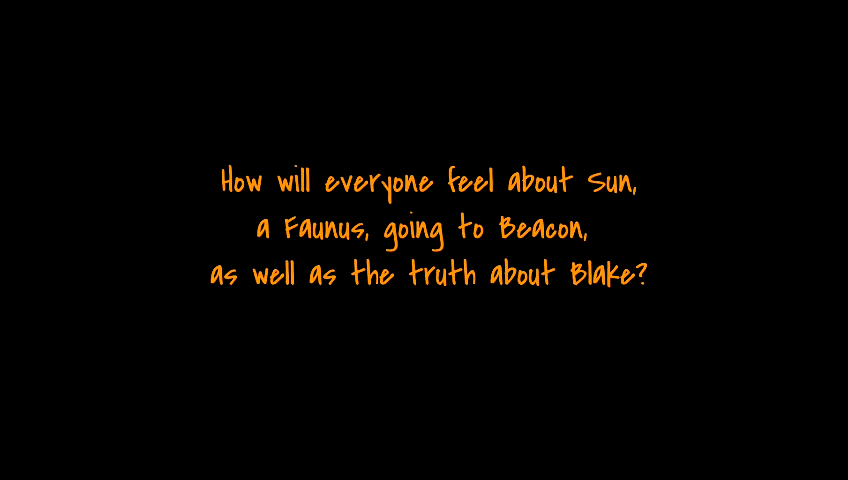 How will everyone feel about Sun,
a Faunus, going to Beacon,
as well as the truth about Blake?